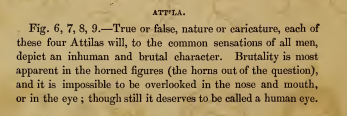 ATTILA.
Fig. 6, 7, 8, 9.—True or false, nature or caricature, each of
these four Attilas will, to the common sensations of all men,
depict an inhuman and brutal character. Brutality is most
apparent in the horned figures (the horns out of the question),
and it is impossible to be overlooked in the nose and mouth,
or in the eye ; though still it deserves to be called a human eye.